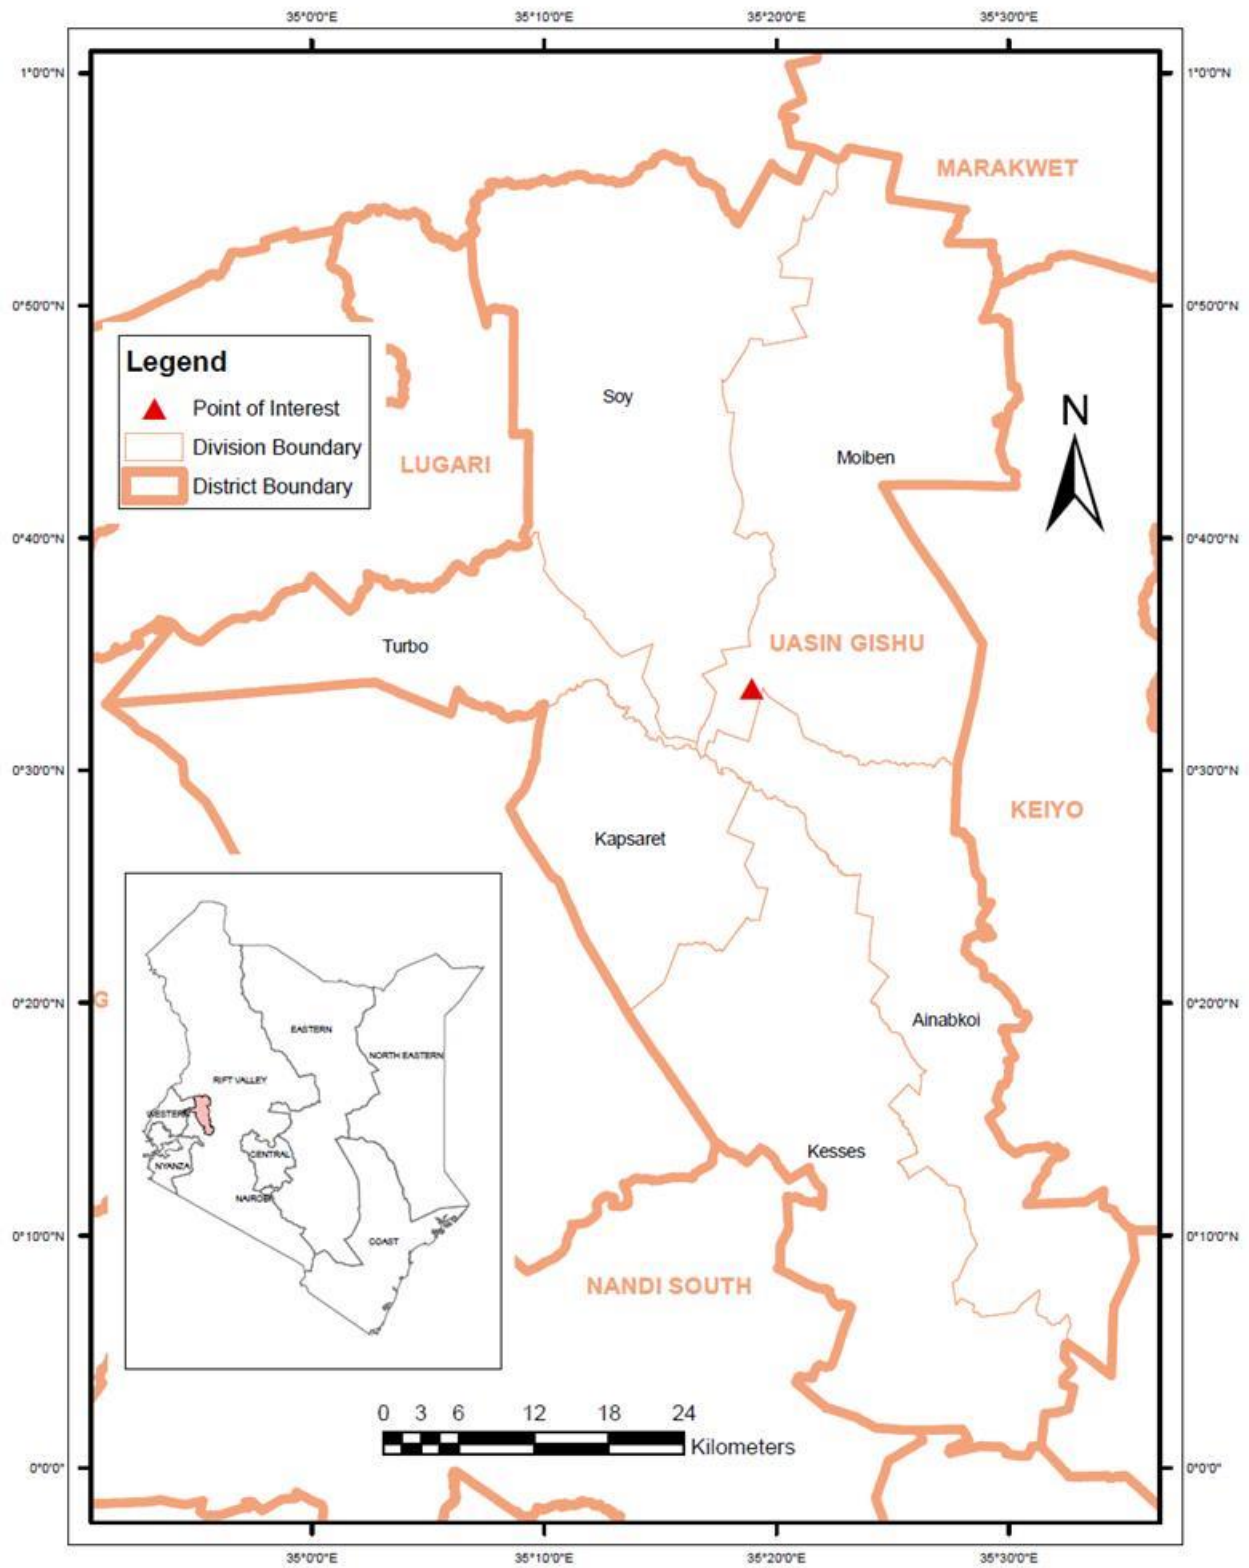 35°0'0"E 35°10'0"E 35°20'0"E 35°30'0"E
1°0'0"N 1°0'0"N
MARAKWET
0°50'0"N 0°50'0"N
Legend
Point of Interest
Division Boundary
District Boundary
Soy
N
Moiben
LUGARI
0°40'0"N 0°40'0"N
Turbo
UASIN GISHU
0°30'0"N 0°30'0"N
KEIYO
Kapsaret
0°20'0"N G 0°20'0"N
Ainabkoi
EASTERN
NORTH EASTERN
RIFT VALLEY
WESTERN
CENTRAL
NYANZA
NAIROBI
COAST
Kesses
0°10'0"N 0°10'0"N
NANDI SOUTH
0 3 6 12 18 24
Kilometers
0°0'0" 0°0'0"
35°0'0"E 35°10'0"E 35°20'0"E 35°30'0"E